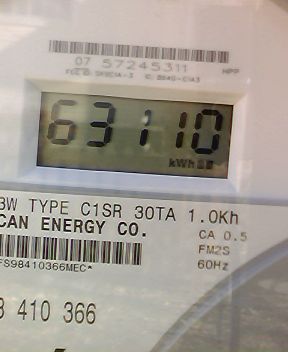 07 57245311
63110
kWh
3W TYPE C1SR 30TA 1.0Kh
CAN ENERGY CO.
CA 0.5
FM2S
60Hz
FS98410366MEC*
410 366